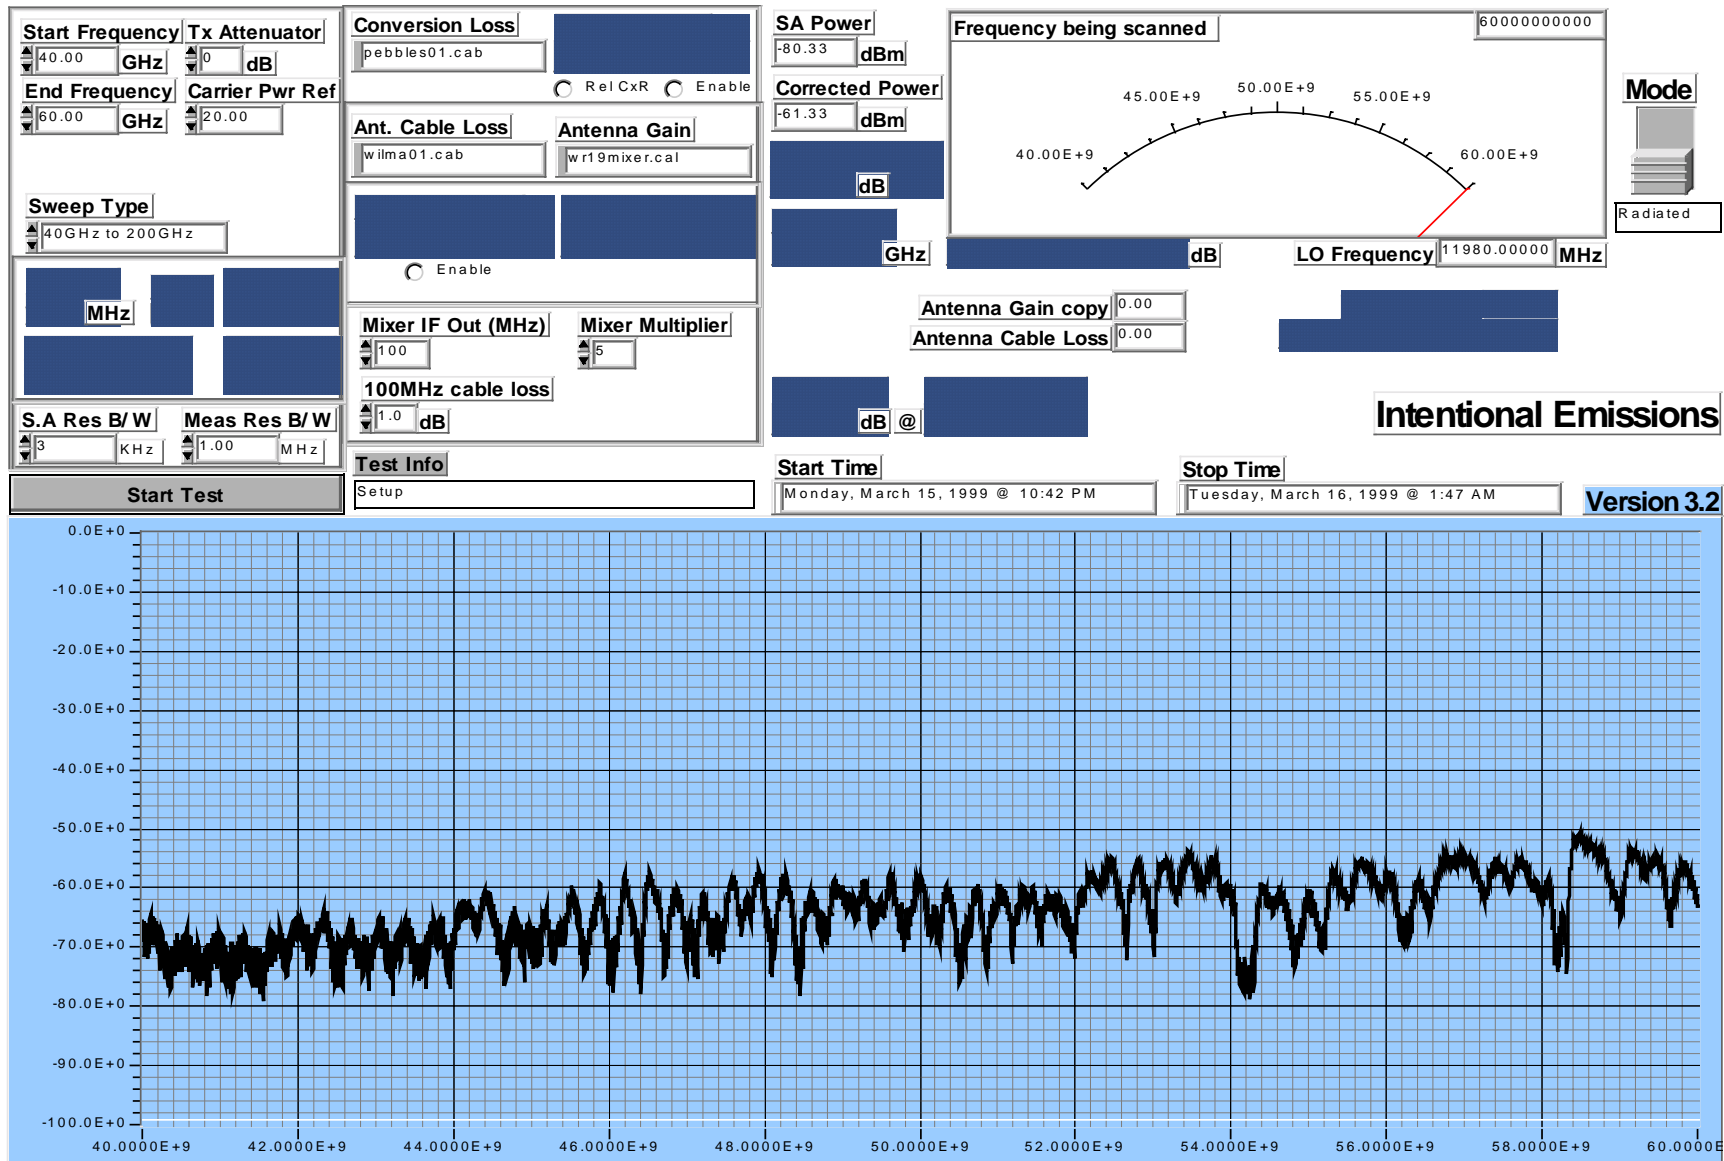 Start Frequency
40.00 GHz
Tx Attenuator
0 dB
End Frequency
60.00 GHz
Carrier Pwr Ref
20.00
Sweep Type
40GHz to 200GHz
MHz
S.A Res B/W
3 KHz
Meas Res B/W
1.00 MHz
Start Test
Conversion Loss
pebbles01.cab
Rel CxR
Enable
Ant. Cable Loss
wilma01.cab
Antenna Gain
wr19mixer.cal
Enable
Mixer IF Out (MHz)
100
Mixer Multiplier
5
100MHz cable loss
1.0 dB
Test Info
Setup
SA Power
-80.33 dBm
Corrected Power
-61.33 dBm
dB
GHz
dB
Frequency being scanned
60000000000
40.00E+9
45.00E+9
50.00E+9
55.00E+9
60.00E+9
Mode
Radiated
LO Frequency 11980.00000 MHz
Antenna Gain copy 0.00
Antenna Cable Loss 0.00
dB @
Intentional Emissions
Start Time
Monday, March 15, 1999 @ 10:42 PM
Stop Time
Tuesday, March 16, 1999 @ 1:47 AM
Version 3.2
0.0E+0
-10.0E+0
-20.0E+0
-30.0E+0
-40.0E+0
-50.0E+0
-60.0E+0
-70.0E+0
-80.0E+0
-90.0E+0
-100.0E+0
40.0000E+9
42.0000E+9
44.0000E+9
46.0000E+9
48.0000E+9
50.0000E+9
52.0000E+9
54.0000E+9
56.0000E+9
58.0000E+9
60.0000E